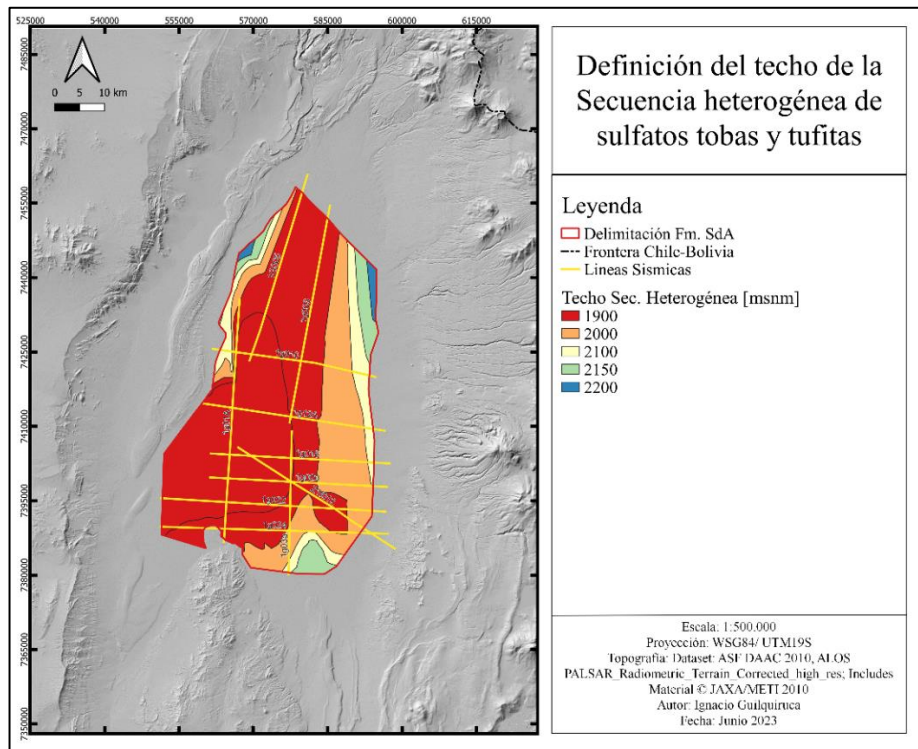 525000 540000 555000 570000 585000 600000 615000
7485000
7470000
7455000
7440000
7425000
7410000
7395000
7380000
7365000
7350000
0 5 10 km
Definición del techo de la
Secuencia heterogénea de
sulfatos tobas y tufitas
Leyenda
Delimitación Fm. SdA
Frontera Chile-Bolivia
Lineas Sismicas
Techo Sec. Heterogénea [msnm]
1900
2000
2100
2150
2200
Escala: 1:500.000
Proyección: WSG84/ UTM19S
Topografía: Dataset: ASF DAAC 2010, ALOS
PALSAR_Radiometric_Terrain_Corrected_high_res; Includes
Material © JAXA/METI 2010
Autor: Ignacio Guilquiruca
Fecha: Junio 2023